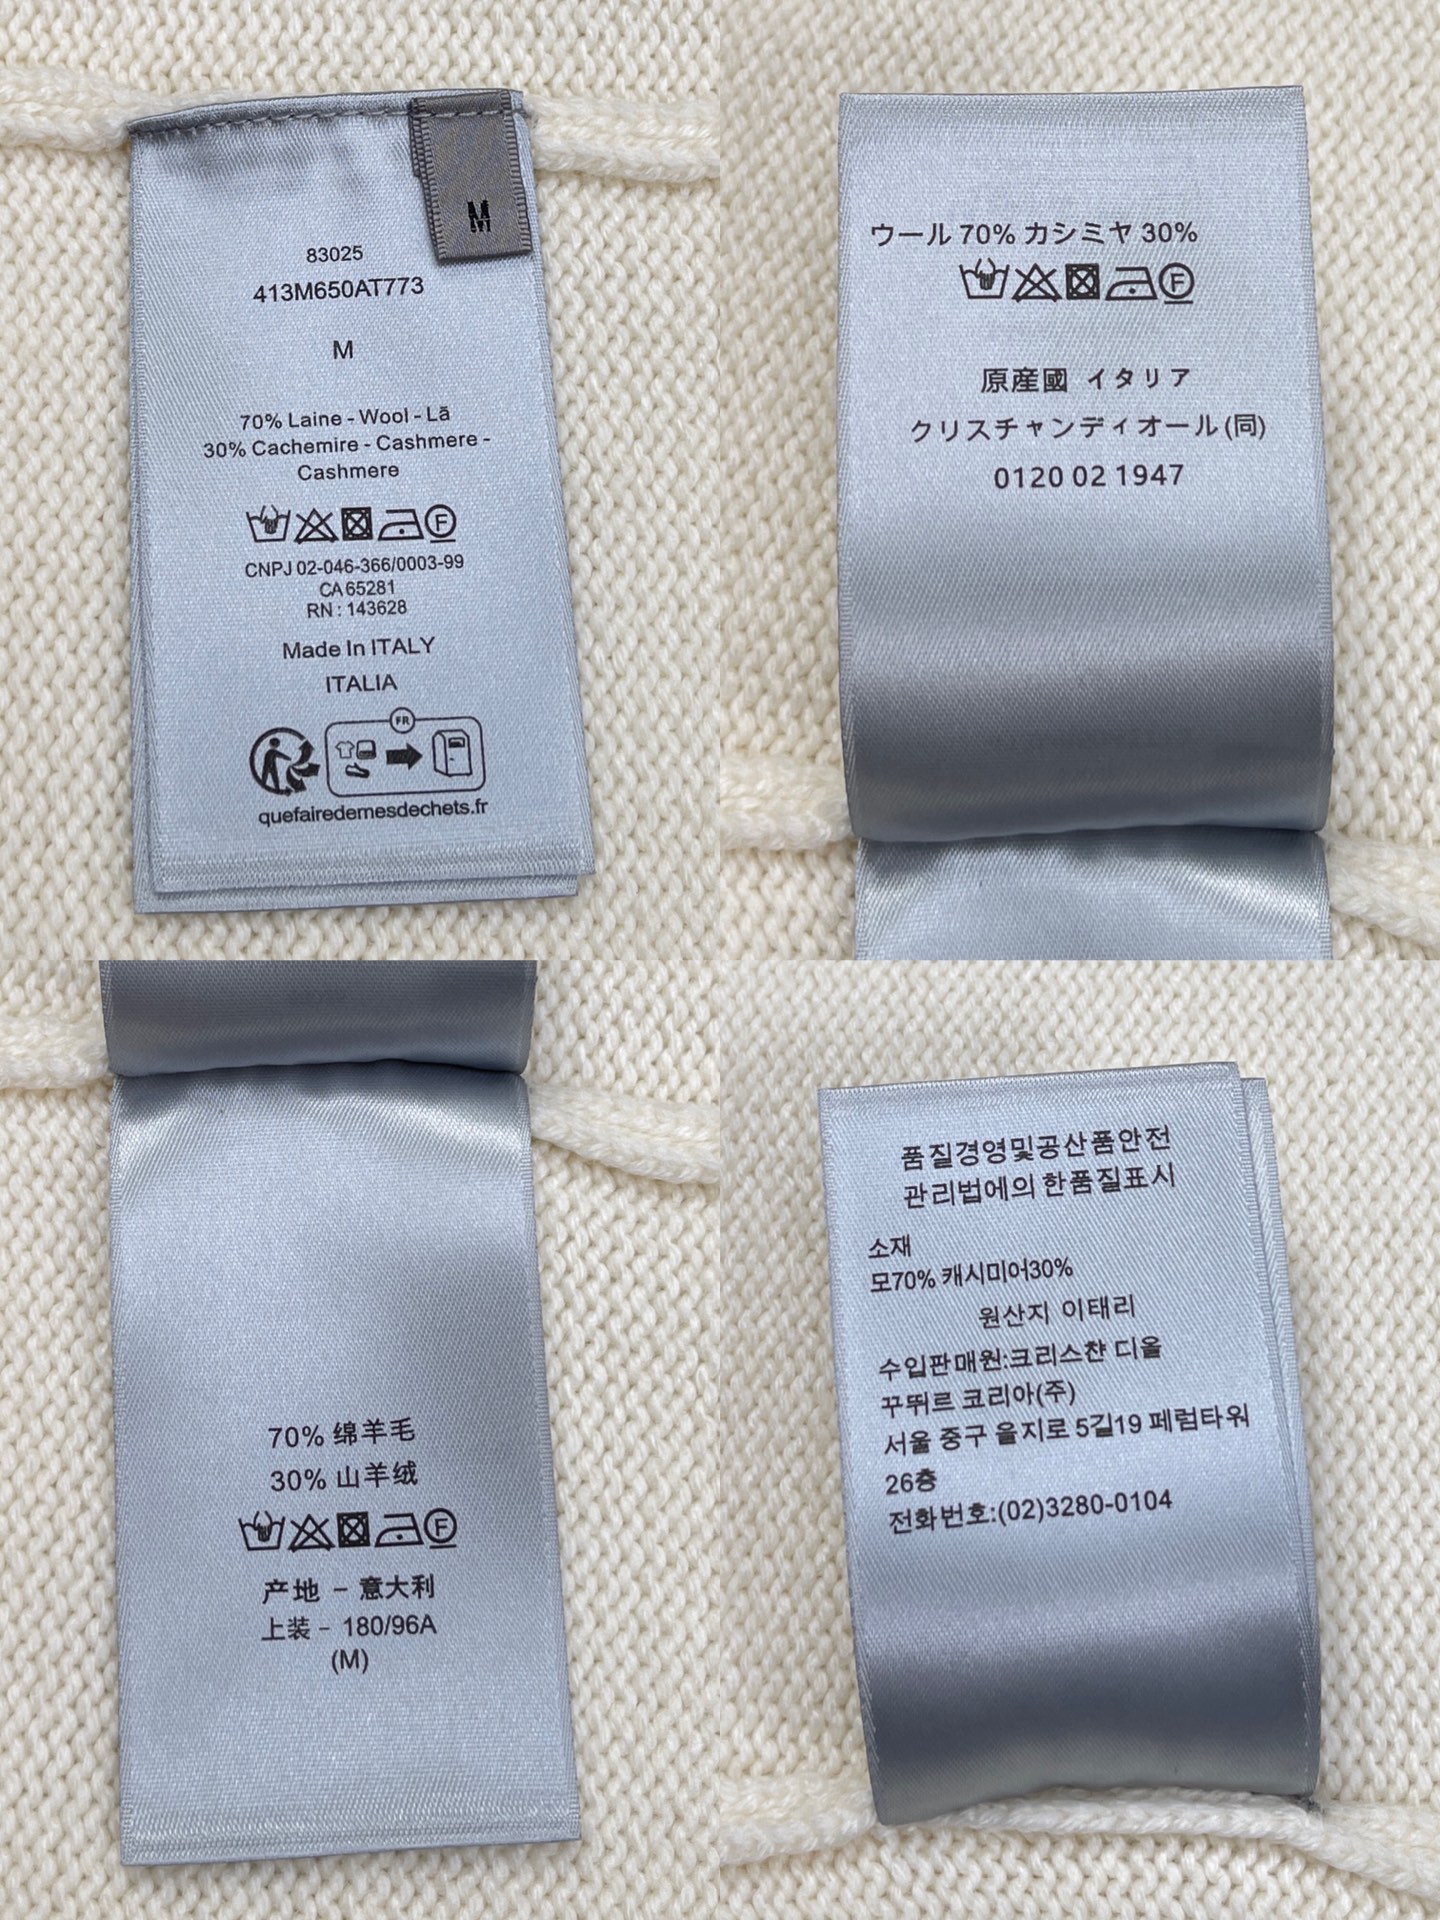 M
83025
413M650AT773
M
70% Laine - Wool - Lã
30% Cachemire - Cashmere -
Cashmere
F
CNPJ 02-046-366/0003-99
CA 65281
RN : 143628
Made In ITALY
ITALIA
FR
quefairedemesdechets.fr
ウール 70% カシミヤ 30%
F
原産國 イタリア
クリスチャンディオール(同)
0120 02 1947
70% 绵羊毛
30% 山羊绒
F
产地 - 意大利
上装 - 180/96A
(M)
품질경영및공산품안전
관리법에의 한품질표시
소재
모70% 캐시미어30%
원산지 이태리
수입판매원:크리스챤 디올
꾸뛰르 코리아(주)
서울 중구 을지로 5길19 페럼타워
26층
전화번호:(02)3280-0104